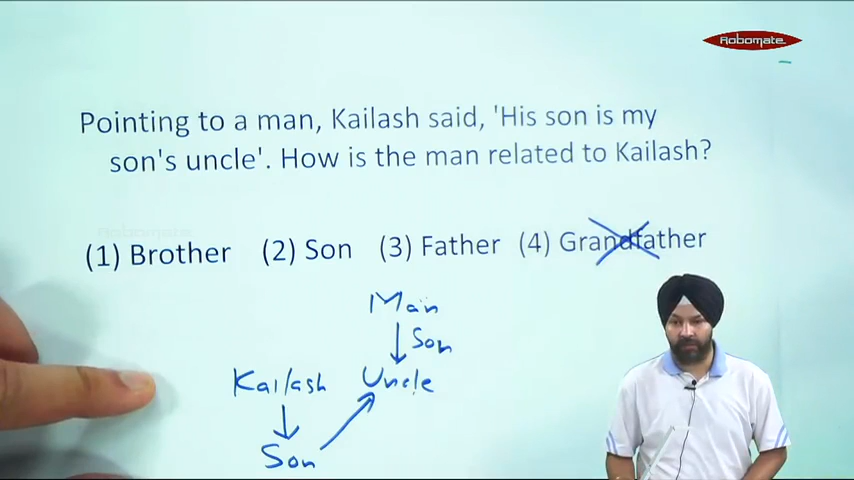 Robomate
Pointing to a man, Kailash said, 'His son is my
son's uncle'. How is the man related to Kailash?
Robomate
(1) Brother (2) Son (3) Father (4) Grandfather
Man
Son
Kailash Uncle
Son